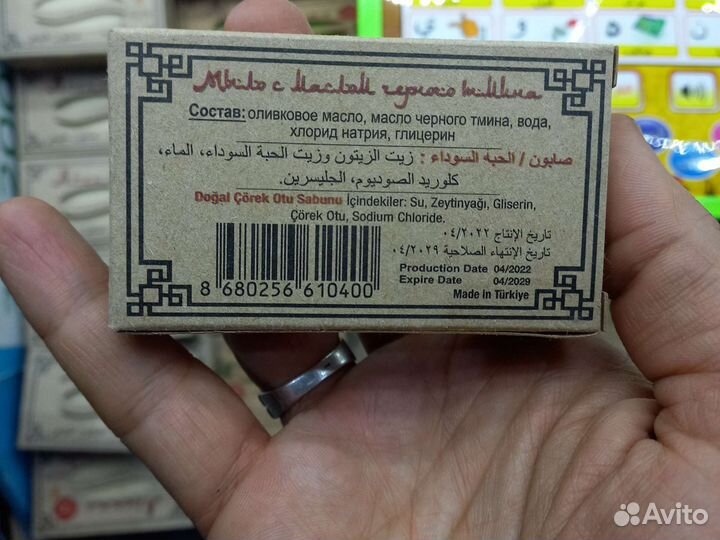 Мыло с Маслом черного тмина
Состав: оливковое масло, масло черного тмина, вода,
хлорид натрия, глицерин
صابون / الحبه السوداء : زيت الزيتون وزيت الحبة السوداء، الماء،
كلوريد الصوديوم، الجليسرين.
Doğal Çörek Otu Sabunu İçindekiler: Su, Zeytinyağı, Gliserin,
Çörek Otu, Sodium Chloride.
تاريخ الإنتاج ٠٤/٢٠٢٢
تاريخ الإنتهاء الصلاحية ٠٤/٢٠٢٩
Production Date 04/2022
Expire Date 04/2029
Made in Türkiye
8 680256 610400
Avito